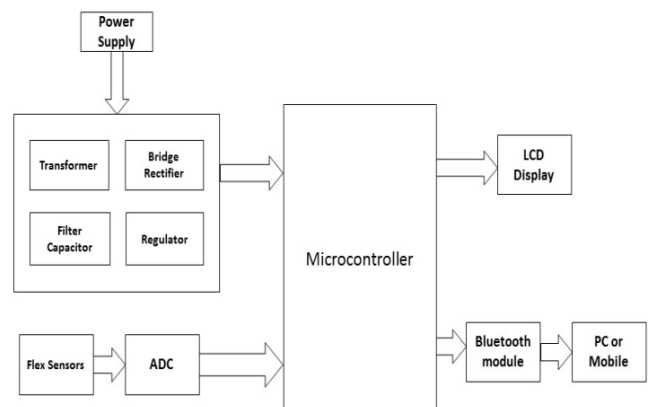 Power
Supply
Transformer
Bridge
Rectifier
Filter
Capacitor
Regulator
Microcontroller
LCD
Display
Flex Sensors
ADC
Bluetooth
module
PC or
Mobile